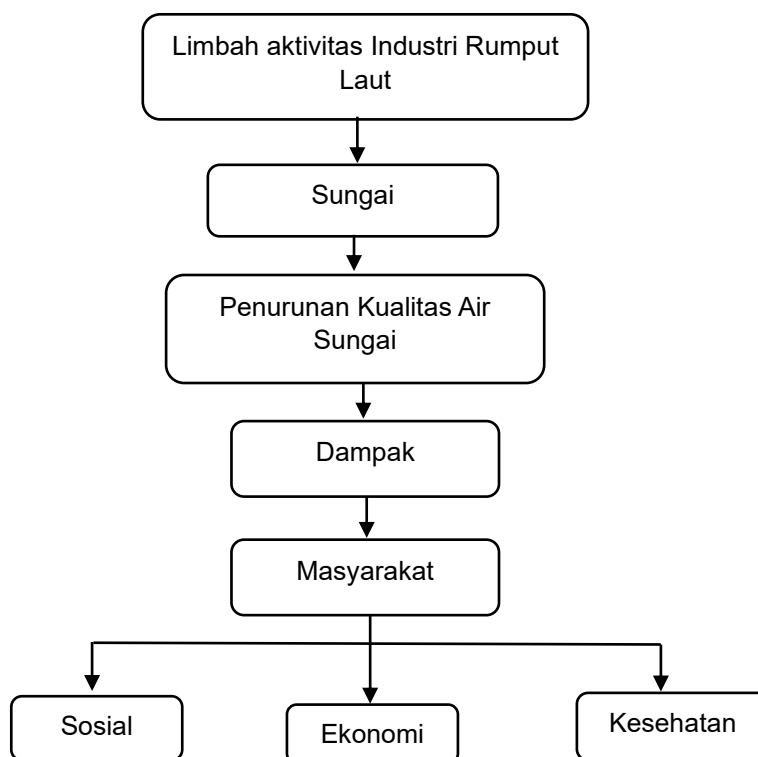 Limbah aktivitas Industri Rumput
Laut
Sungai
Penurunan Kualitas Air
Sungai
Dampak
Masyarakat
Sosial
Ekonomi
Kesehatan